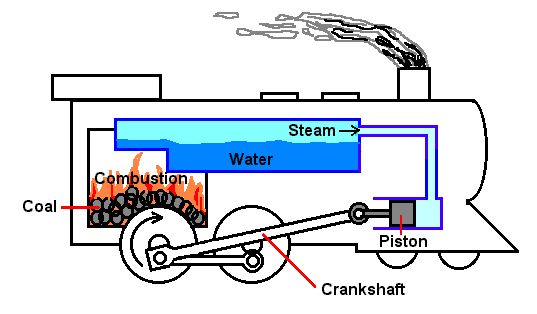 Steam
Water
Combustion
Coal
Piston
Crankshaft